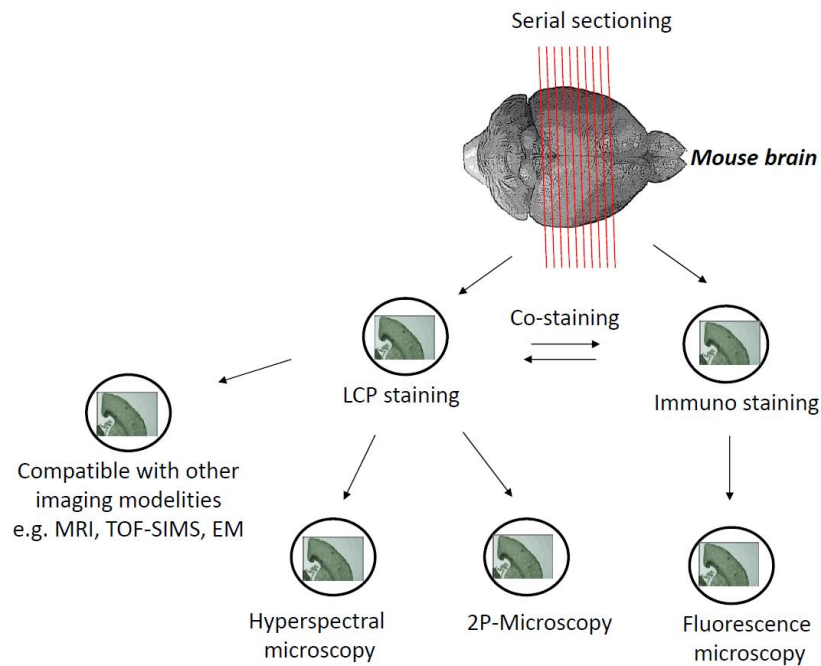 Serial sectioning
Mouse brain
Co-staining
LCP staining
Immuno staining
Compatible with other
imaging modelities
e.g. MRI, TOF-SIMS, EM
Hyperspectral
microscopy
2P-Microscopy
Fluorescence
microscopy